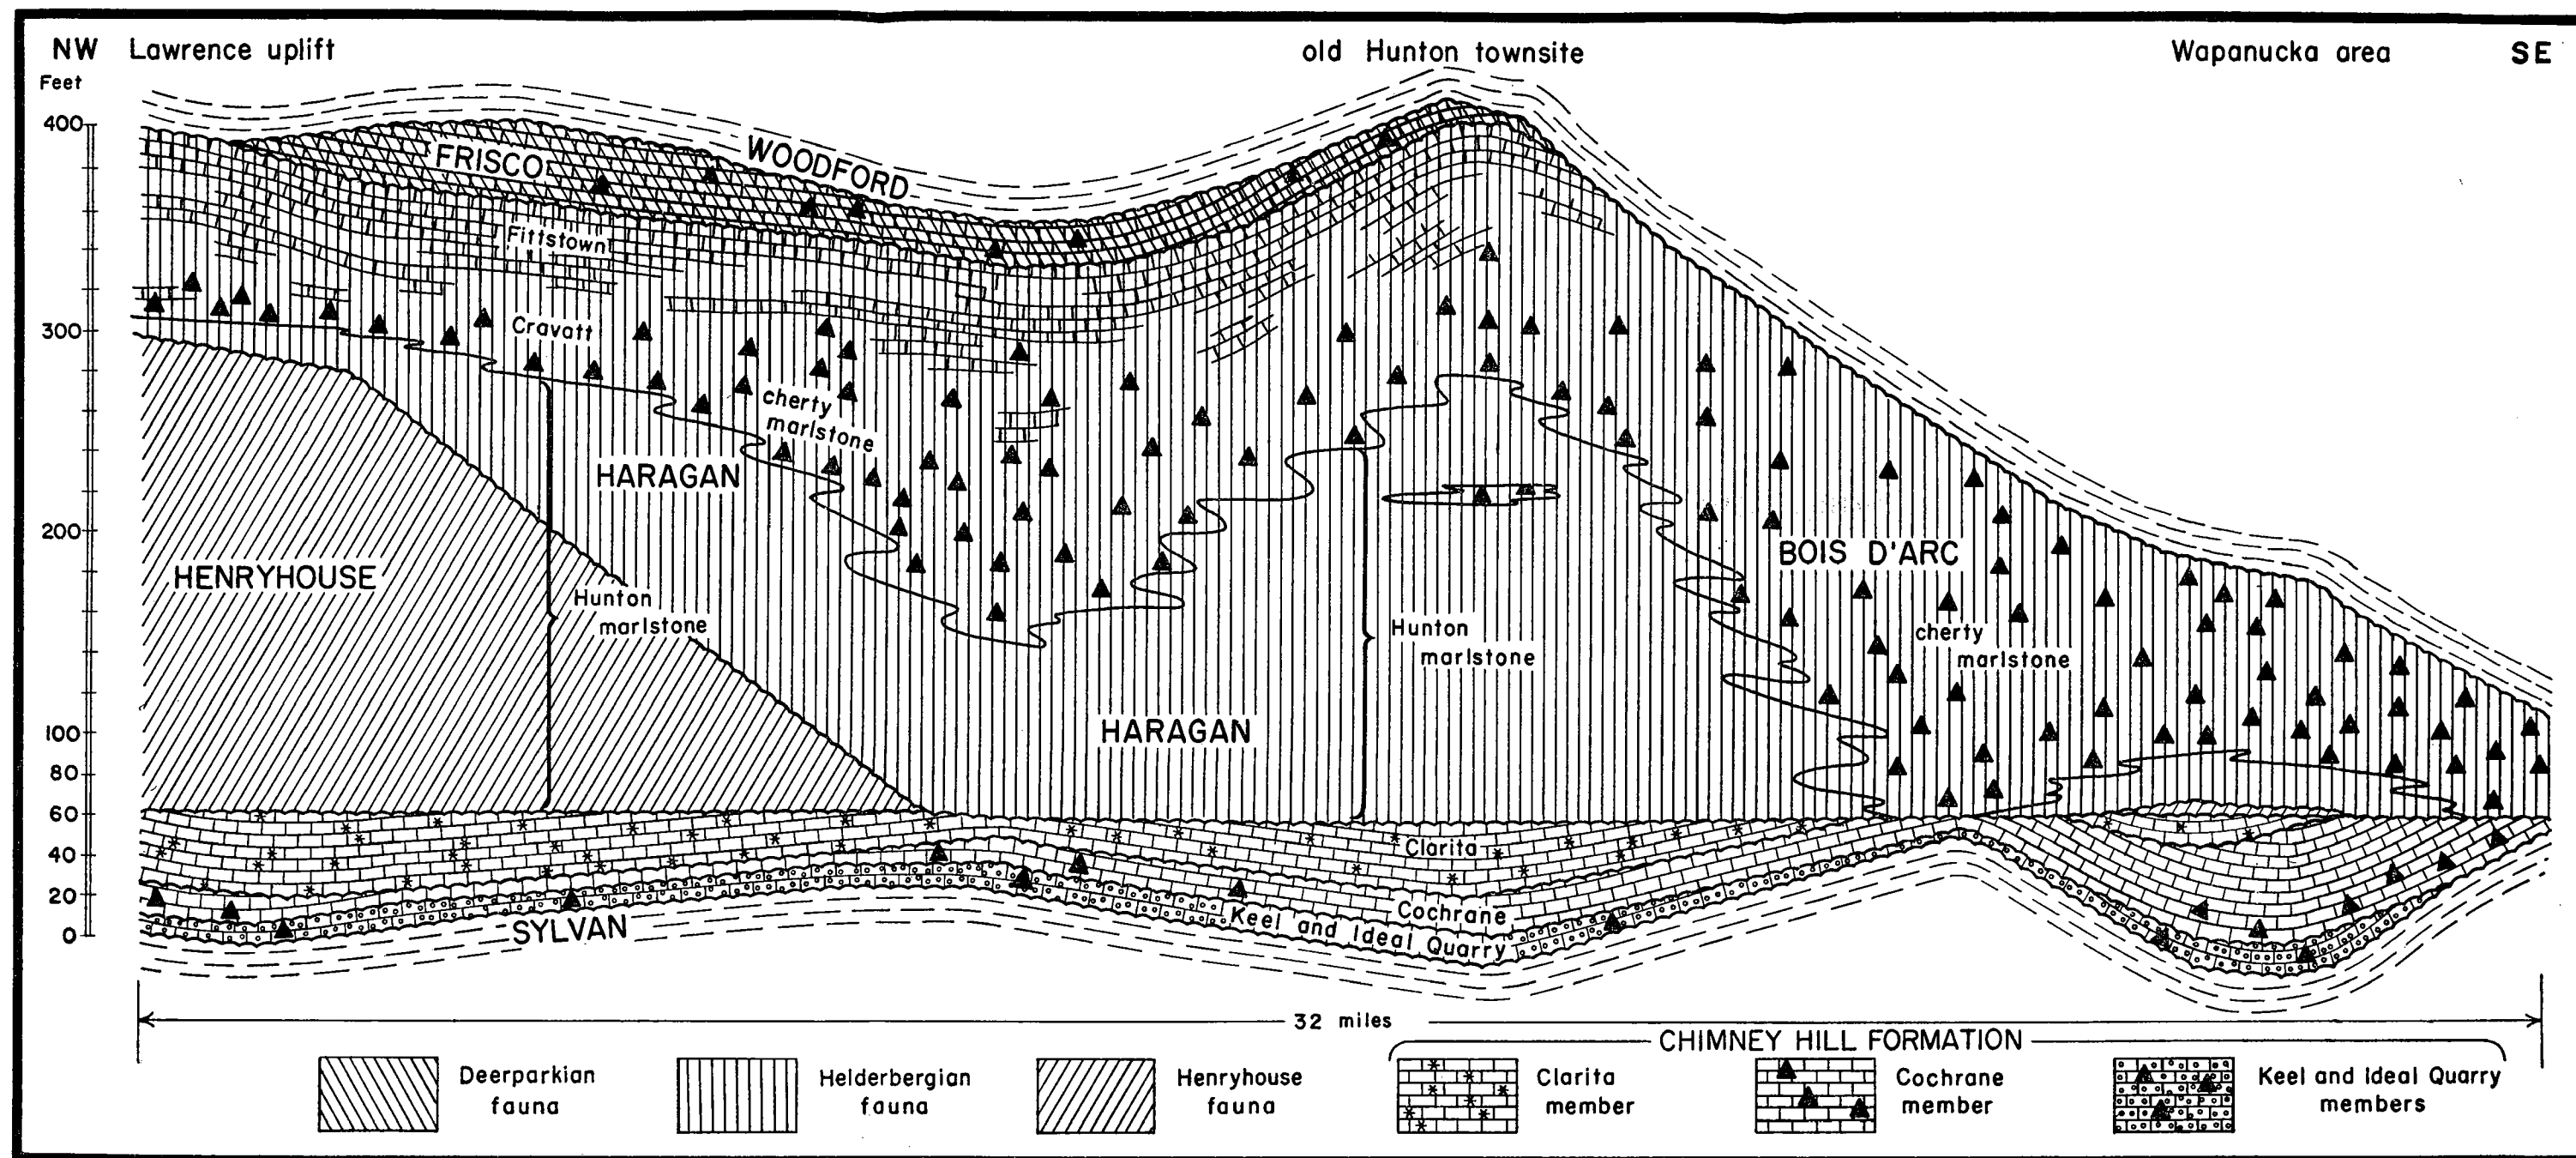 NW Lawrence uplift old Hunton townsite Wapanucka area SE
Feet
400
300
200
100
80
60
40
20
0
WOODFORD
FRISCO
Fittstown
Cravatt
cherty
marlstone
HARAGAN
HENRYHOUSE
Hunton
marlstone
BOIS D'ARC
cherty
marlstone
Hunton
marlstone
HARAGAN
Clarita
Cochrane
Keel and Ideal Quarry
SYLVAN
32 miles
CHIMNEY HILL FORMATION
Deerparkian
fauna
Helderbergian
fauna
Henryhouse
fauna
Clarita
member
Cochrane
member
Keel and Ideal Quarry
members